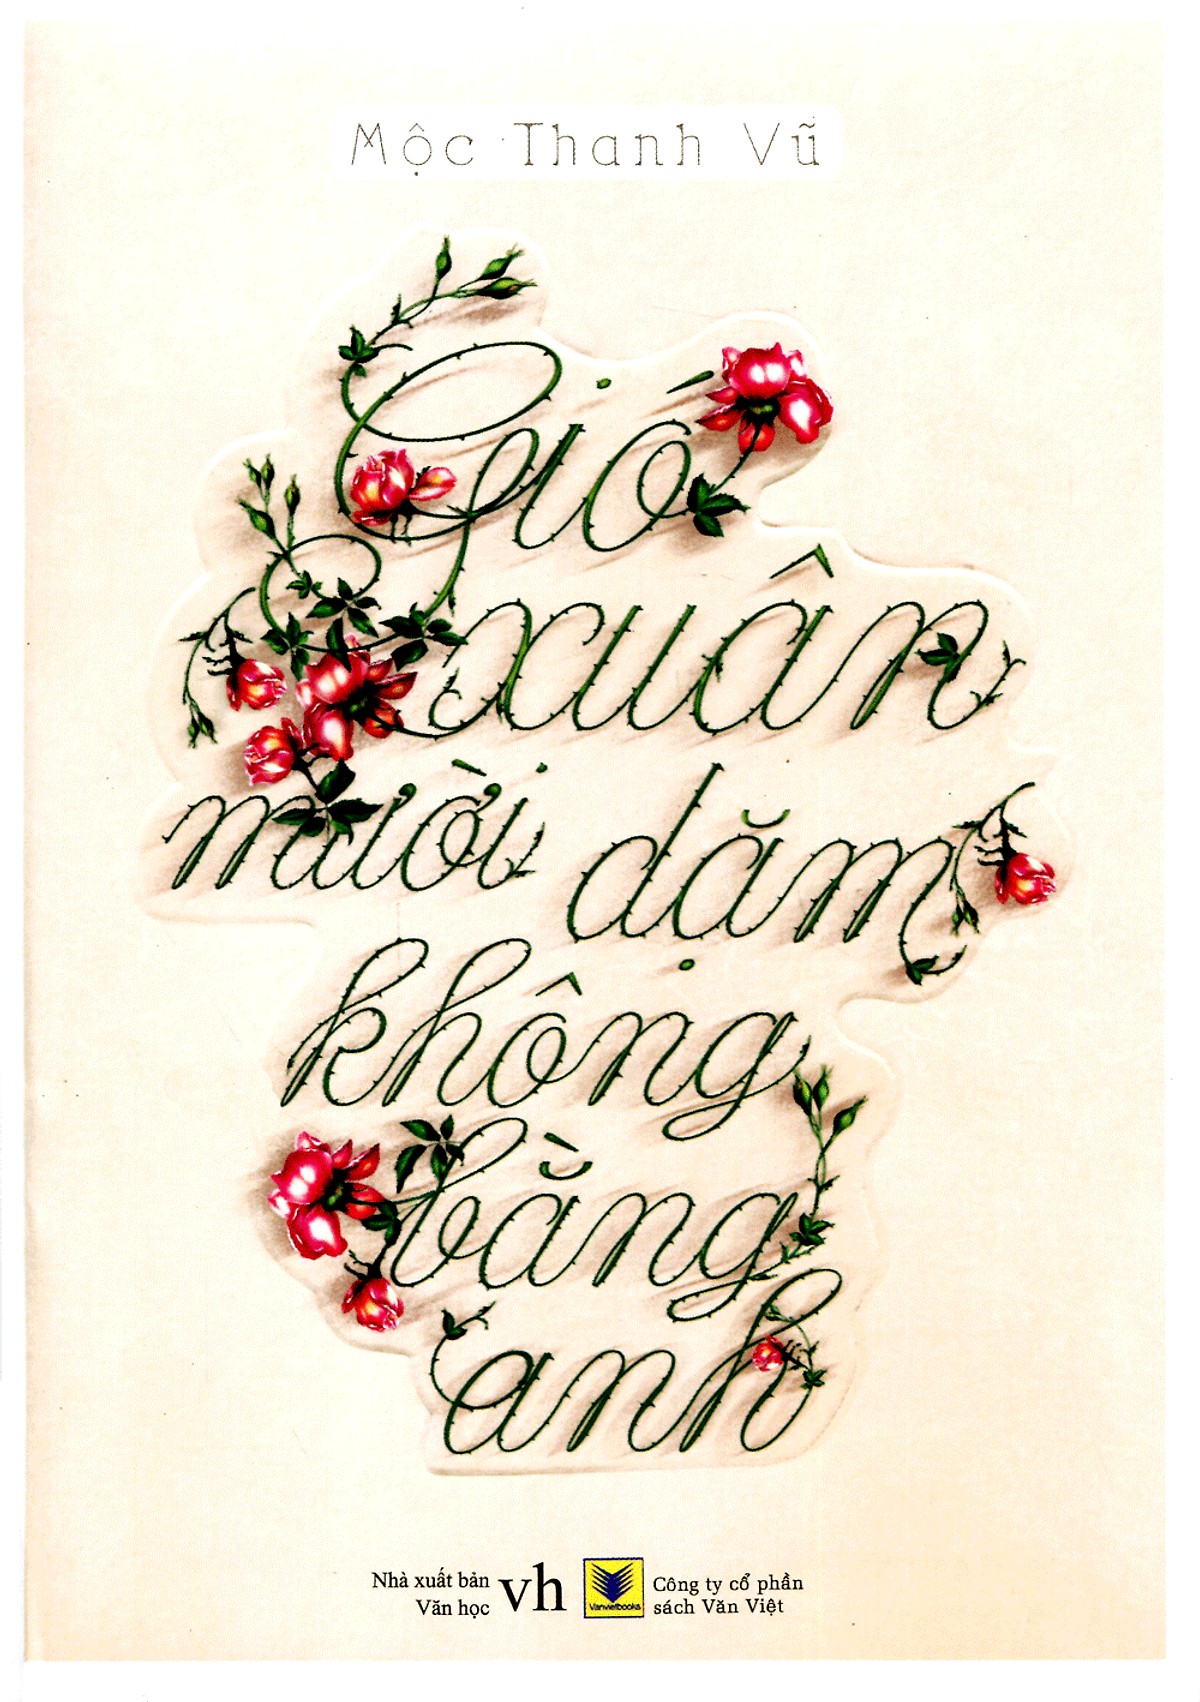 Mộc Thanh Vũ
Gió
xuân
mười dặm
không
bằng
anh
Nhà xuất bản
Văn học
vh
Vanvietbooks
Công ty cổ phần
sách Văn Việt